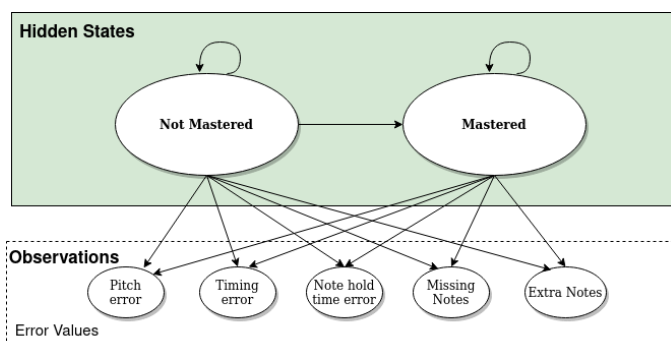 Hidden States
Not Mastered
Mastered
Observations
Pitch
error
Timing
error
Note hold
time error
Missing
Notes
Extra Notes
Error Values